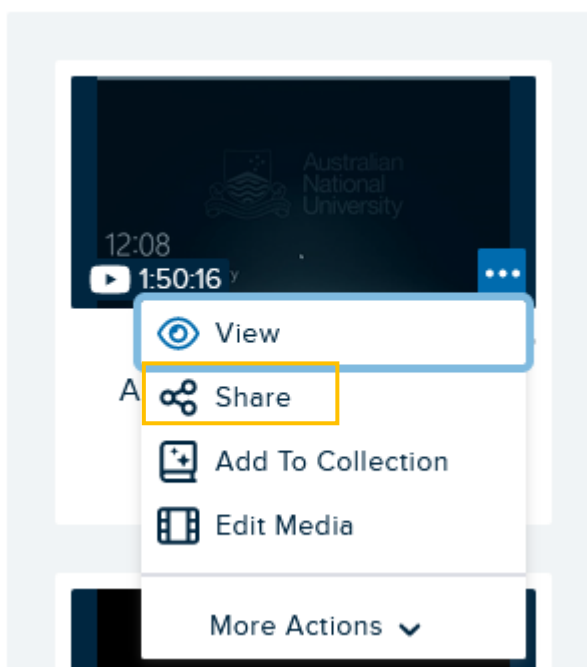 Australian
National
University
12:08
1:50:16 y
View
A
Share
Add To Collection
Edit Media
More Actions